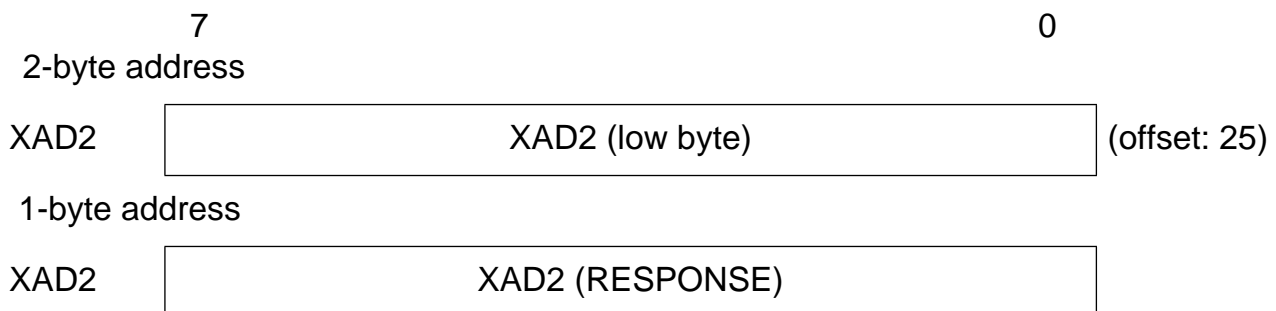 7 0
2-byte address
XAD2 XAD2 (low byte) (offset: 25)
1-byte address
XAD2 XAD2 (RESPONSE)